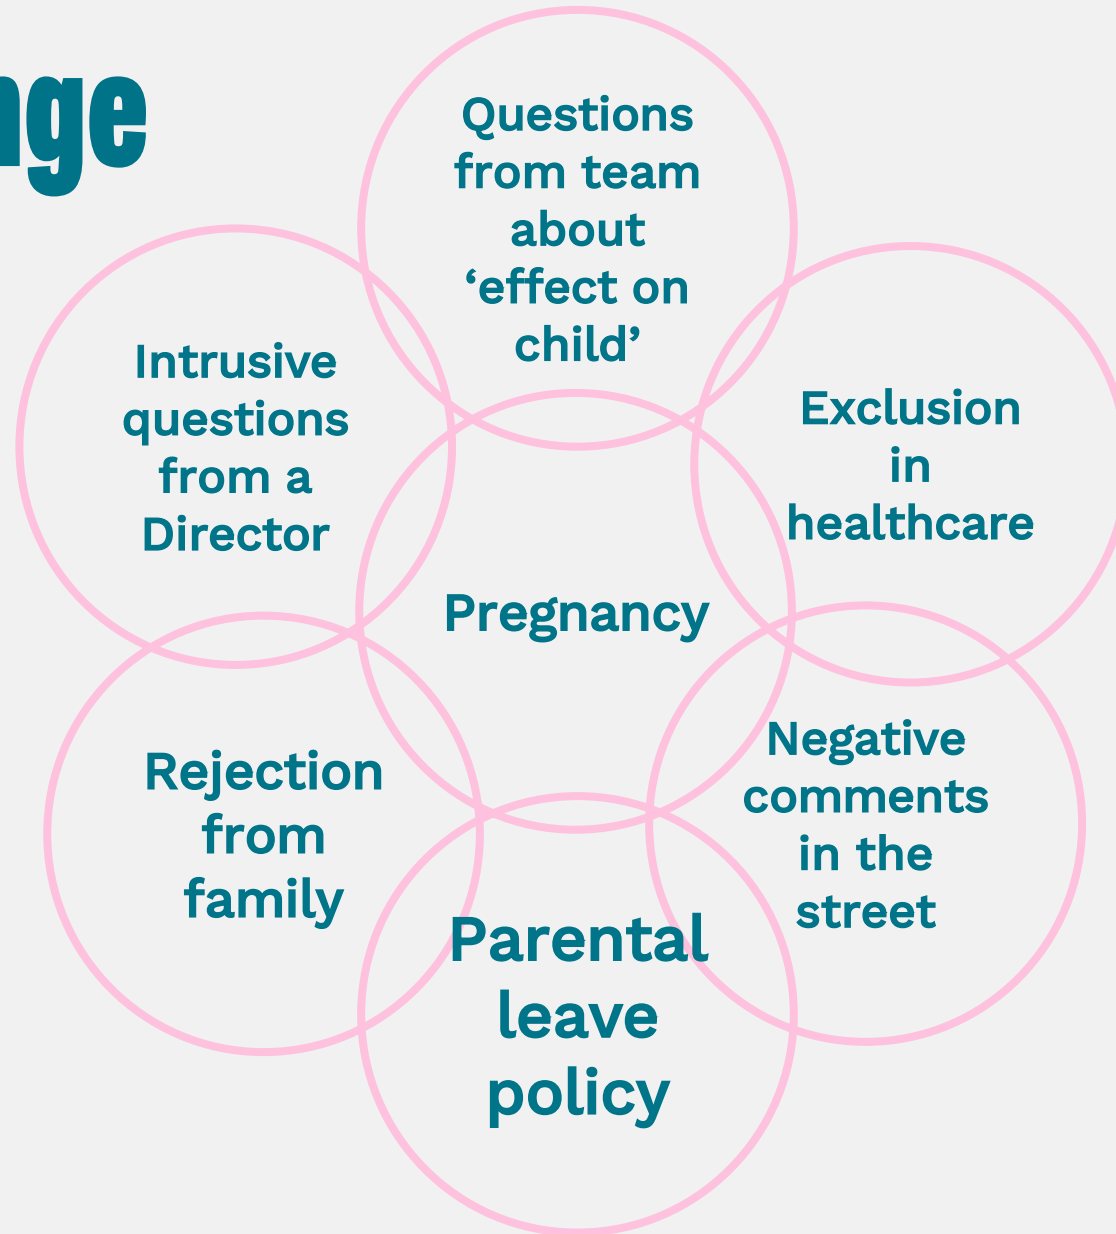 Questions
from team
about
‘effect on
child’
Intrusive
questions
from a
Director
Exclusion
in
healthcare
Pregnancy
Rejection
from
family
Negative
comments
in the
street
Parental
leave
policy